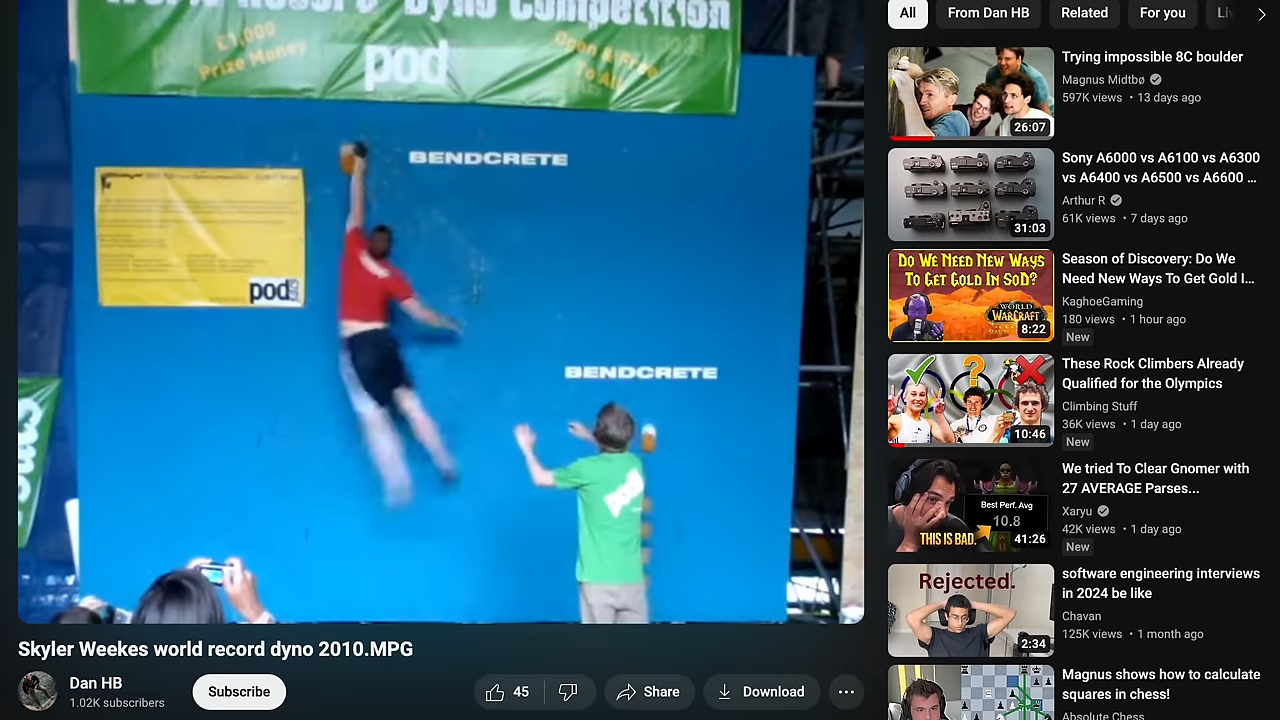 World Record Dyno Competition
£1,000
Prize Money
pod
Open & Free
To All
BENDCRETE
pod
BENDCRETE
pod
Skyler Weekes world record dyno 2010.MPG
Dan HB
1.02K subscribers
Subscribe
45
Share
Download
All
From Dan HB
Related
For you
Trying impossible 8C boulder
Magnus Midtbø
597K views • 13 days ago
26:07
Sony A6000 vs A6100 vs A6300
vs A6400 vs A6500 vs A6600 …
Arthur R
61K views • 7 days ago
31:03
DO WE NEED NEW WAYS
TO GET GOLD IN SOD?
WORLD
WARCRAFT
8:22
Season of Discovery: Do We
Need New Ways To Get Gold I…
KaghoeGaming
180 views • 1 hour ago
New
10:46
These Rock Climbers Already
Qualified for the Olympics
Climbing Stuff
36K views • 1 day ago
New
Best Perf. Avg
10.8
THIS IS BAD.
41:26
We tried To Clear Gnomer with
27 AVERAGE Parses...
Xaryu
42K views • 1 day ago
New
Rejected.
2:34
software engineering interviews
in 2024 be like
Chavan
125K views • 1 month ago
Magnus shows how to calculate
squares in chess!
Absolute Chess